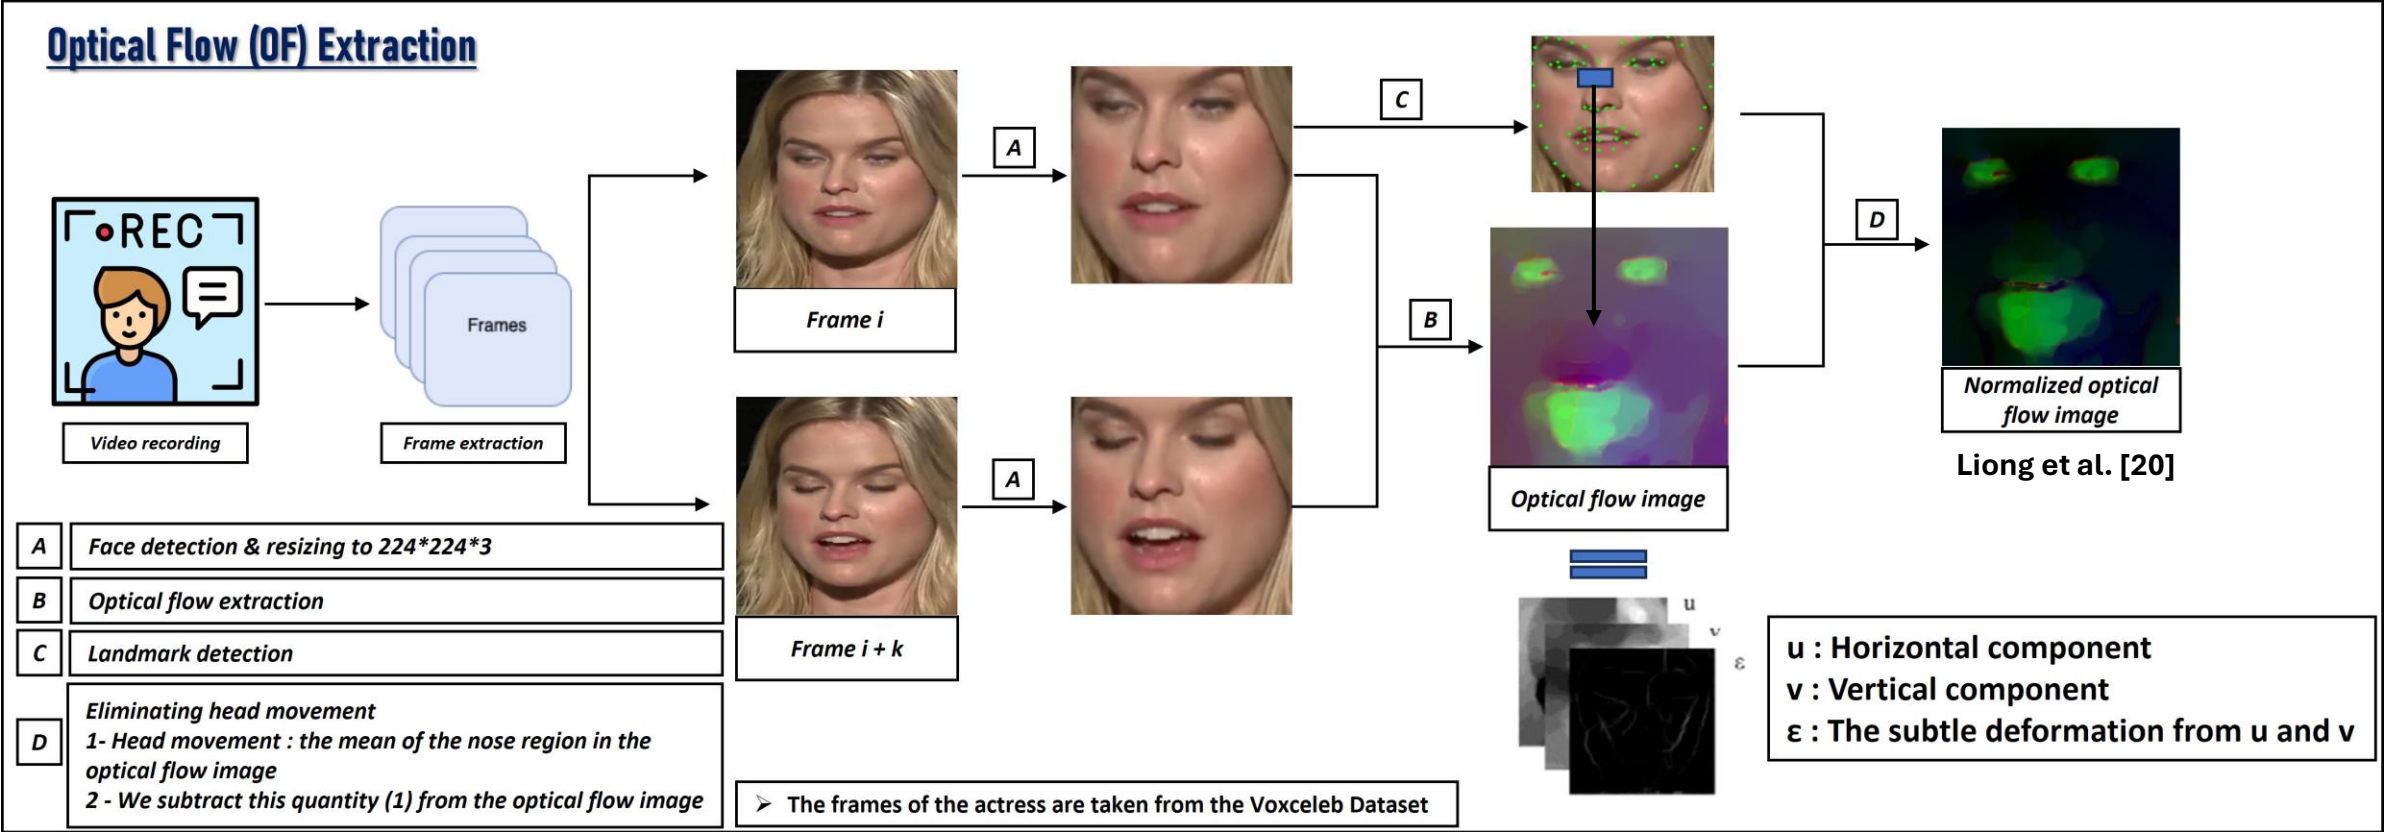 Optical Flow (OF) Extraction
REC
Video recording
Frames
Frame extraction
Frame i
Frame i + k
A
A
C
B
D
Optical flow image
Normalized optical
flow image
Liong et al. [20]
u
v
ε
u : Horizontal component
v : Vertical component
ε : The subtle deformation from u and v
A
Face detection & resizing to 224*224*3
B
Optical flow extraction
C
Landmark detection
D
Eliminating head movement
1- Head movement : the mean of the nose region in the
optical flow image
2 - We subtract this quantity (1) from the optical flow image
➢ The frames of the actress are taken from the Voxceleb Dataset